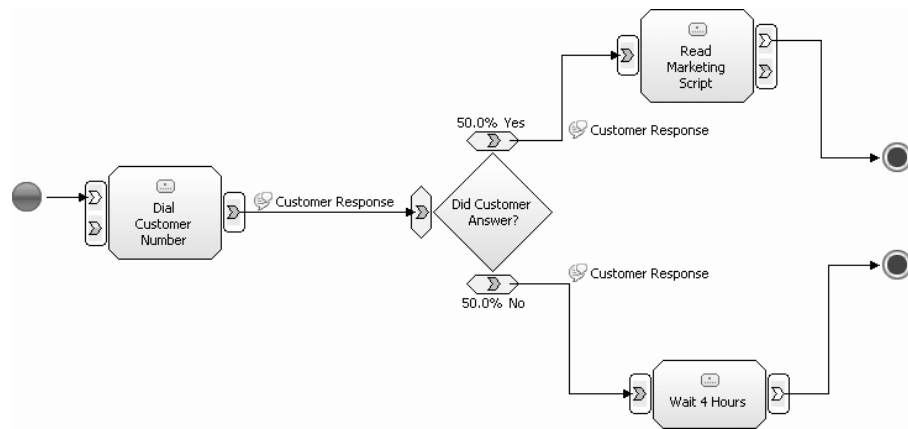 Read
Marketing
Script
50.0% Yes
Customer Response
Dial
Customer
Number
Customer Response
Did Customer
Answer?
Customer Response
50.0% No
Wait 4 Hours